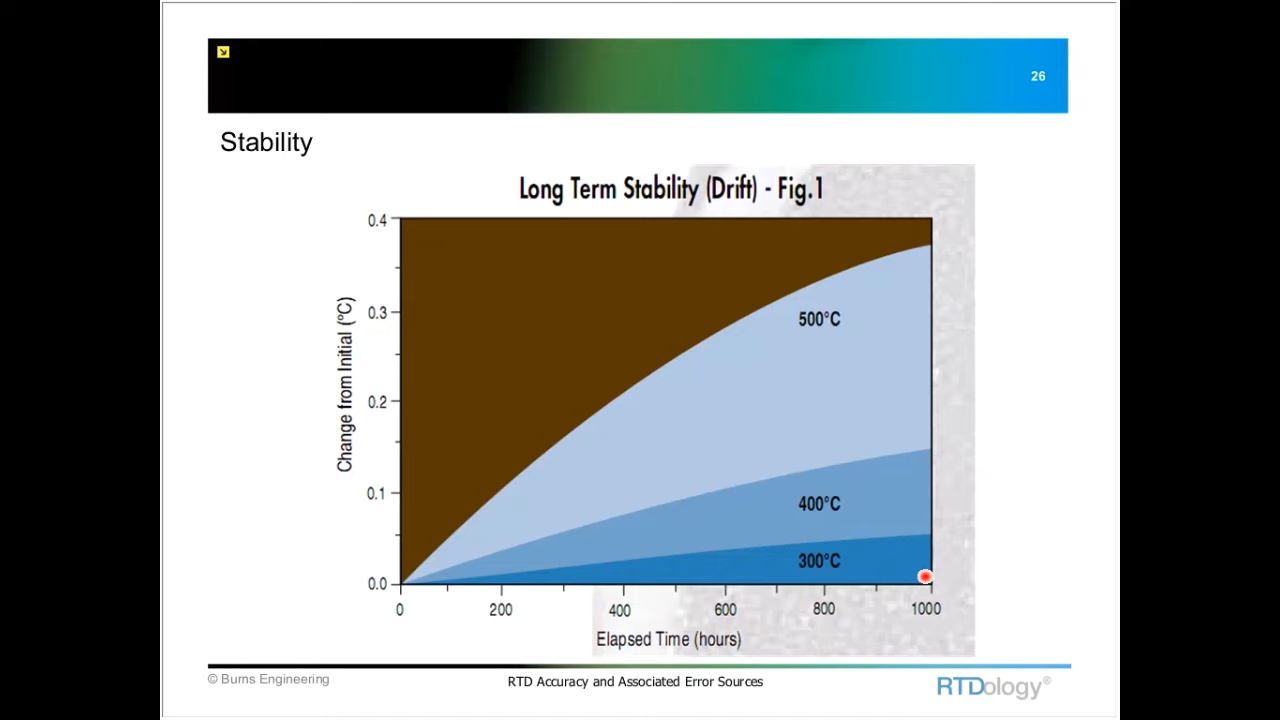 26
Stability
Long Term Stability (Drift) - Fig.1
Change from Initial (°C)
0.4
0.3
0.2
0.1
0.0
500°C
400°C
300°C
0 200 400 600 800 1000
Elapsed Time (hours)
© Burns Engineering
RTD Accuracy and Associated Error Sources
RTDology®